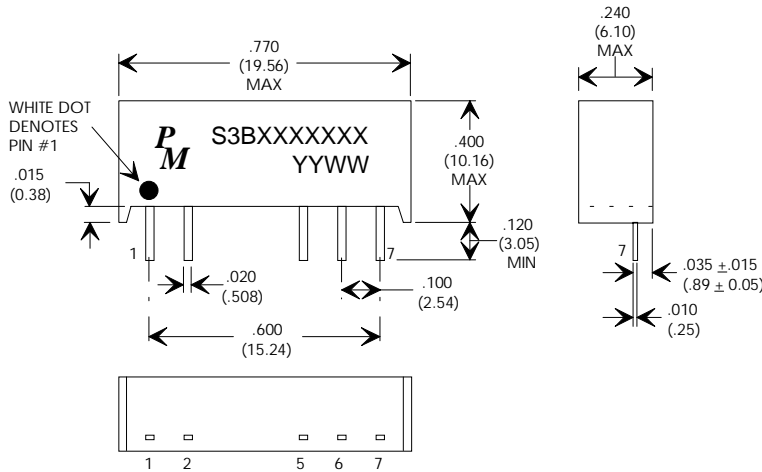 .770
(19.56)
MAX
.240
(6.10)
MAX
WHITE DOT
DENOTES
PIN #1
P
M
S3BXXXXXXX
YYWW
.400
(10.16)
MAX
.015
(0.38)
.120
(3.05)
MIN
1
7
7
.020
(.508)
.100
(2.54)
.035 ±.015
(.89 ± 0.05)
.010
(.25)
.600
(15.24)
1 2 5 6 7